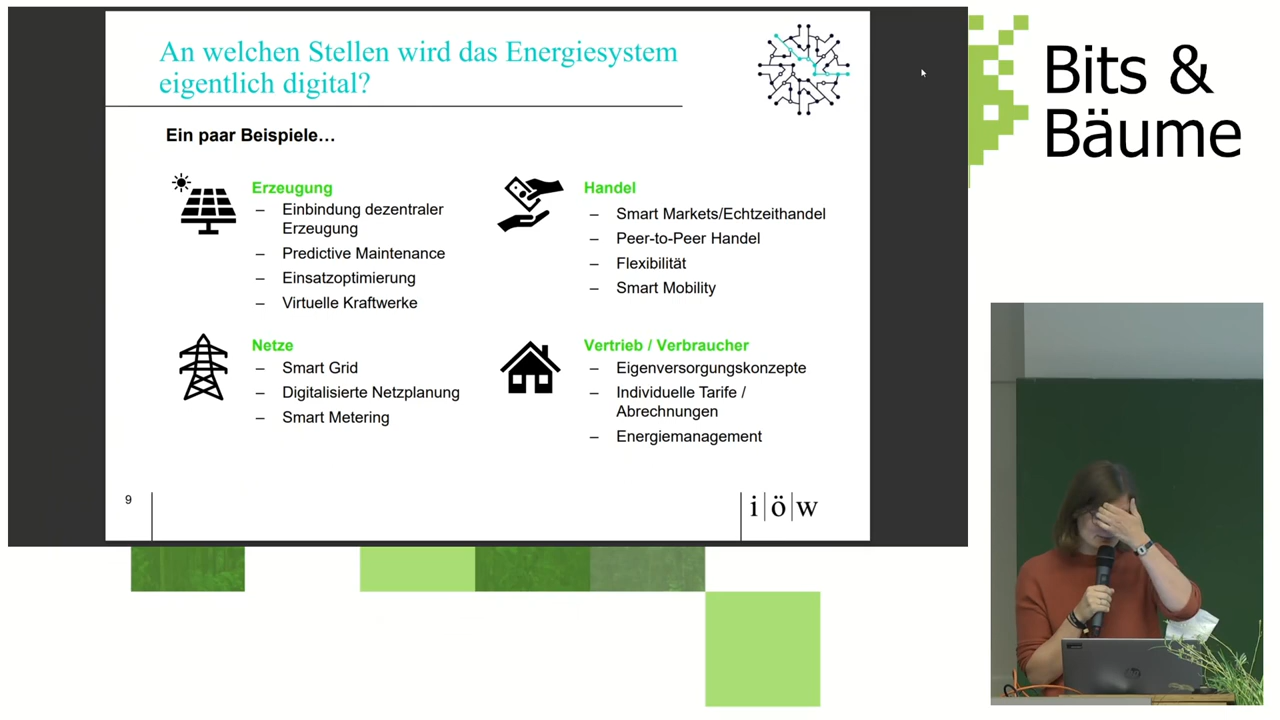 An welchen Stellen wird das Energiesystem
eigentlich digital?
Ein paar Beispiele…
Erzeugung
– Einbindung dezentraler
Erzeugung
– Predictive Maintenance
– Einsatzoptimierung
– Virtuelle Kraftwerke
Handel
– Smart Markets/Echtzeithandel
– Peer-to-Peer Handel
– Flexibilität
– Smart Mobility
Netze
– Smart Grid
– Digitalisierte Netzplanung
– Smart Metering
Vertrieb / Verbraucher
– Eigenversorgungskonzepte
– Individuelle Tarife /
Abrechnungen
– Energiemanagement
9
i|ö|w
Bits &
Bäume